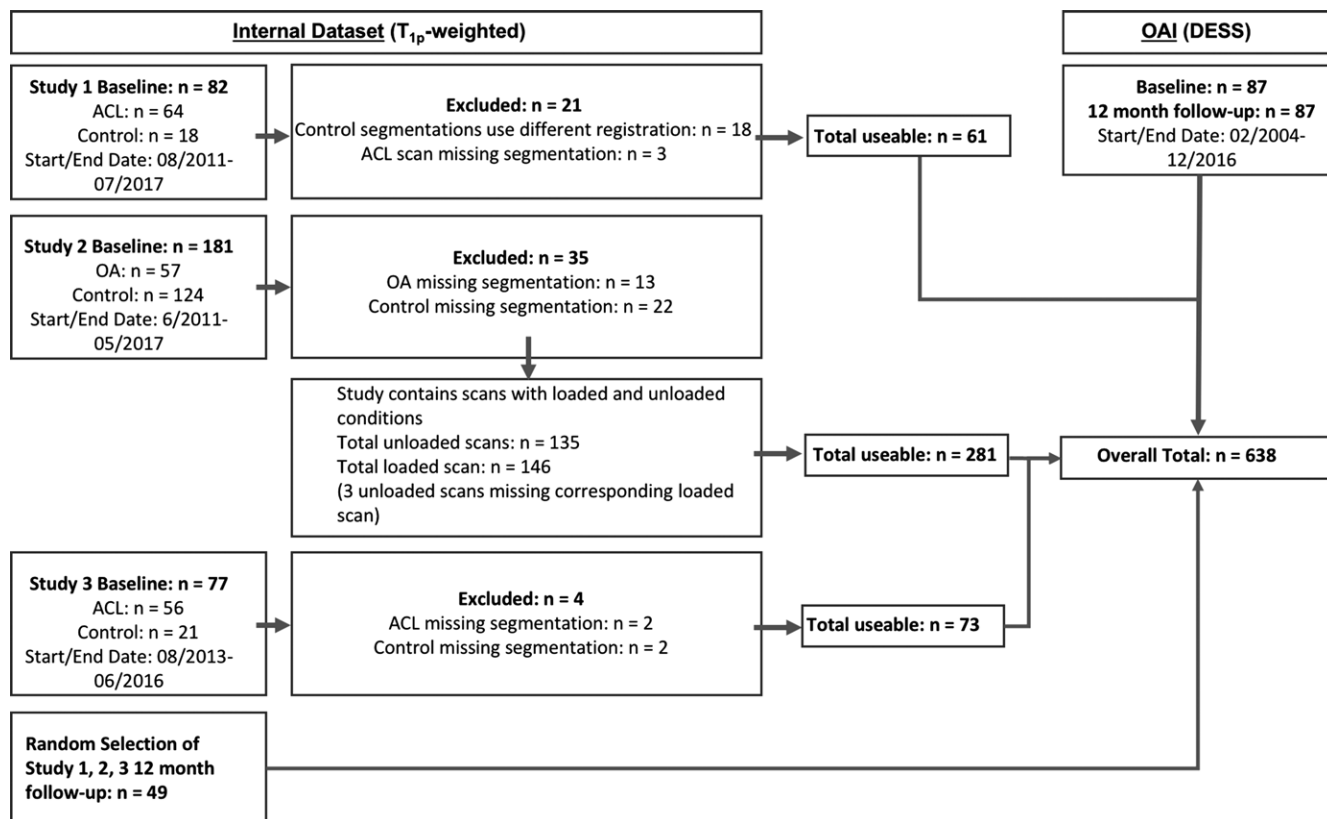 Internal Dataset (T1p-weighted)
OAI (DESS)
Study 1 Baseline: n = 82
ACL: n = 64
Control: n = 18
Start/End Date: 08/2011-
07/2017
Excluded: n = 21
Control segmentations use different registration: n = 18
ACL scan missing segmentation: n = 3
Total useable: n = 61
Baseline: n = 87
12 month follow-up: n = 87
Start/End Date: 02/2004-
12/2016
Study 2 Baseline: n = 181
OA: n = 57
Control: n = 124
Start/End Date: 6/2011-
05/2017
Excluded: n = 35
OA missing segmentation: n = 13
Control missing segmentation: n = 22
Study contains scans with loaded and unloaded
conditions
Total unloaded scans: n = 135
Total loaded scan: n = 146
(3 unloaded scans missing corresponding loaded
scan)
Total useable: n = 281
Overall Total: n = 638
Study 3 Baseline: n = 77
ACL: n = 56
Control: n = 21
Start/End Date: 08/2013-
06/2016
Excluded: n = 4
ACL missing segmentation: n = 2
Control missing segmentation: n = 2
Total useable: n = 73
Random Selection of
Study 1, 2, 3 12 month
follow-up: n = 49